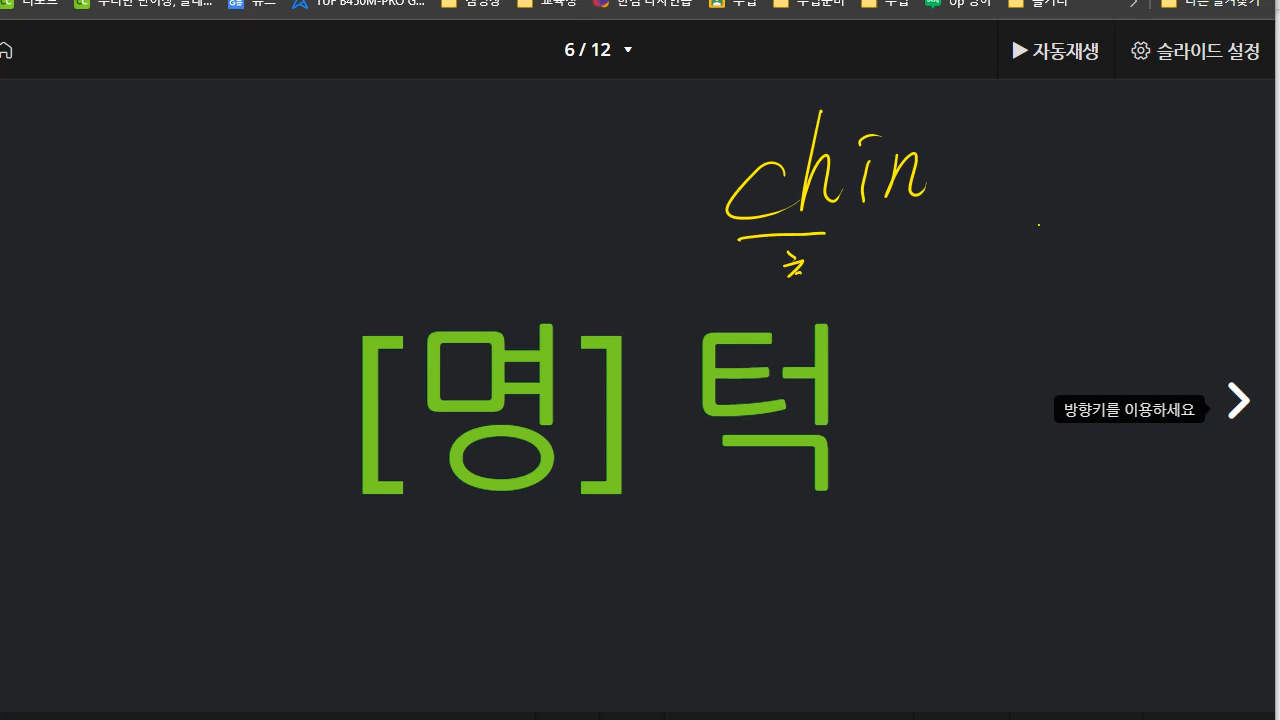 6 / 12
▶ 자동재생
슬라이드 설정
chin
ㅊ
[명] 턱
방향키를 이용하세요